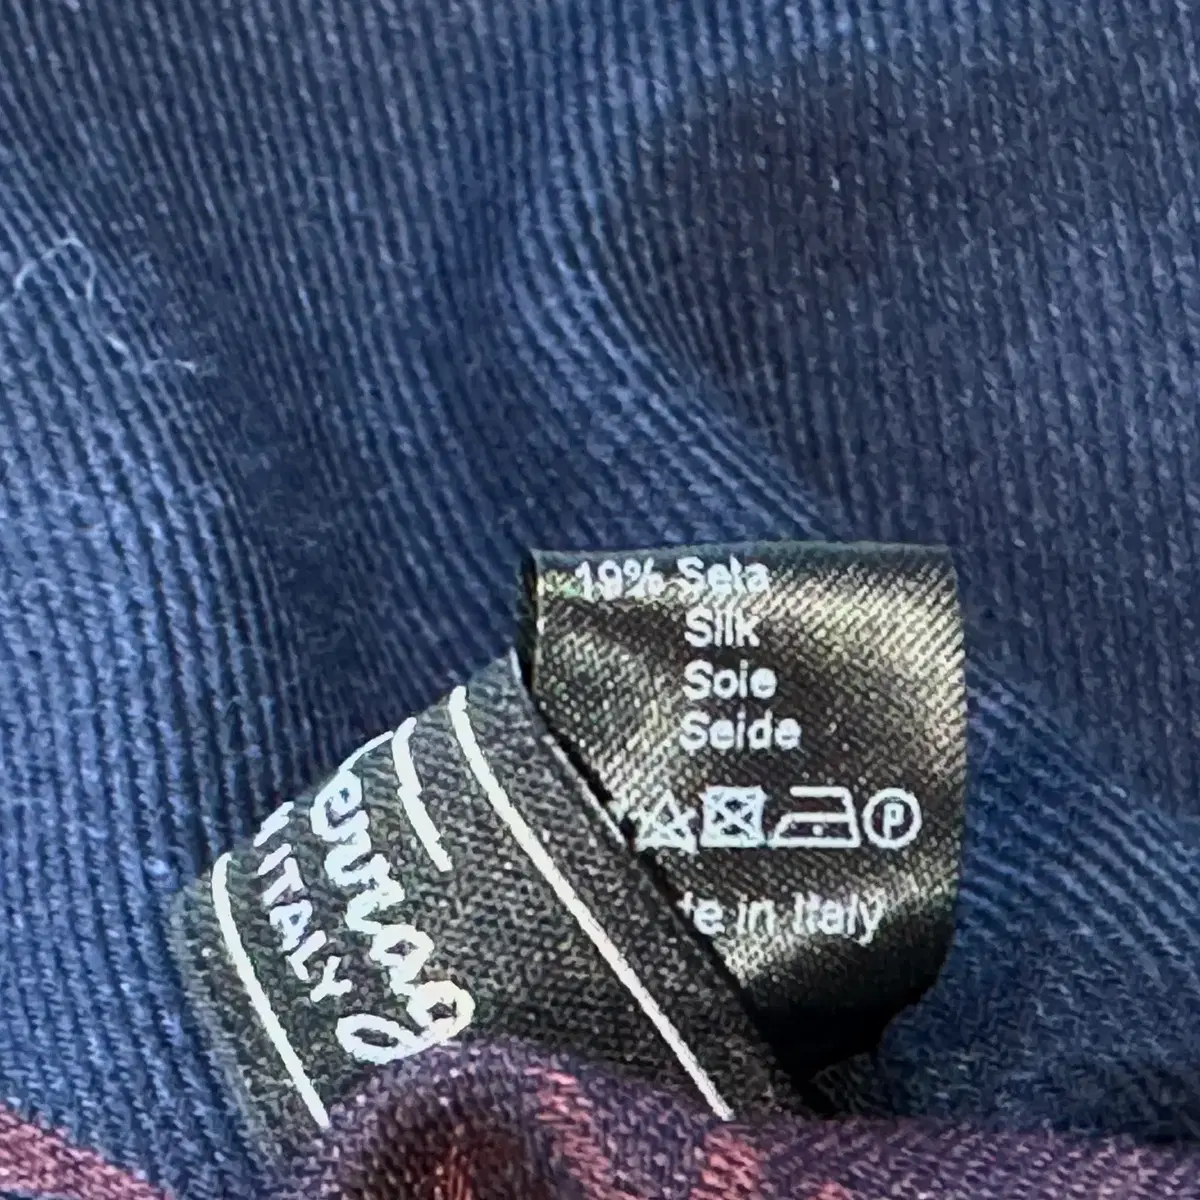 19% Seta
Silk
Soie
Seide
P
in Italy
ITALY